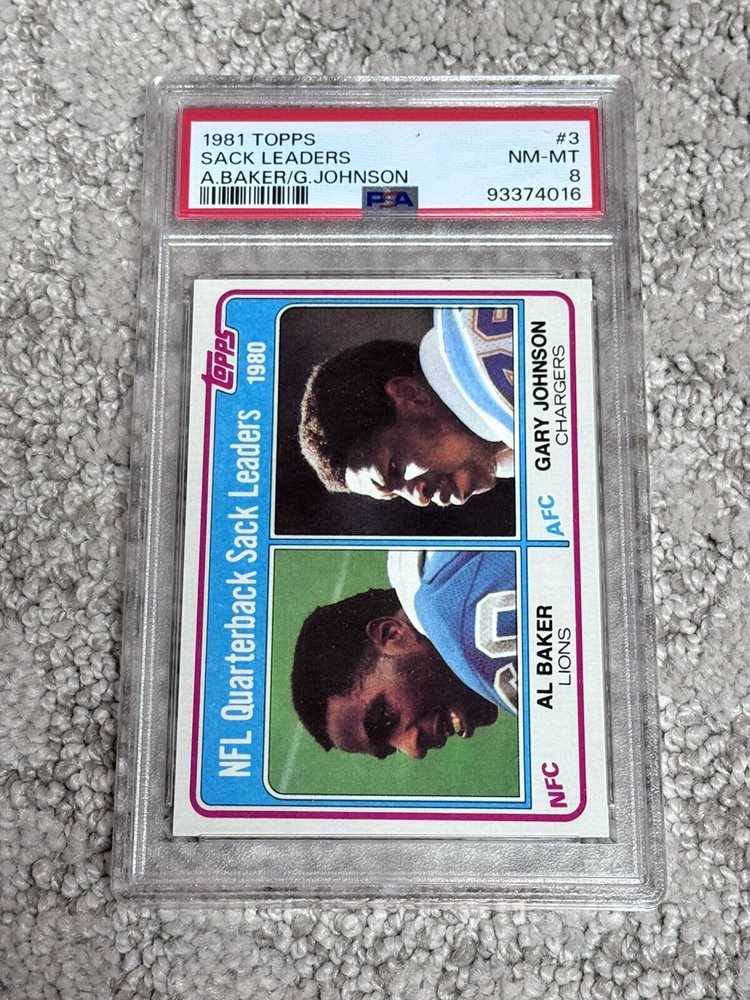 1981 TOPPS #3
SACK LEADERS NM-MT
A.BAKER/G.JOHNSON 8
PSA 93374016
TOPPS
NFL Quarterback Sack Leaders 1980
NFC AL BAKER
LIONS
AFC GARY JOHNSON
CHARGERS